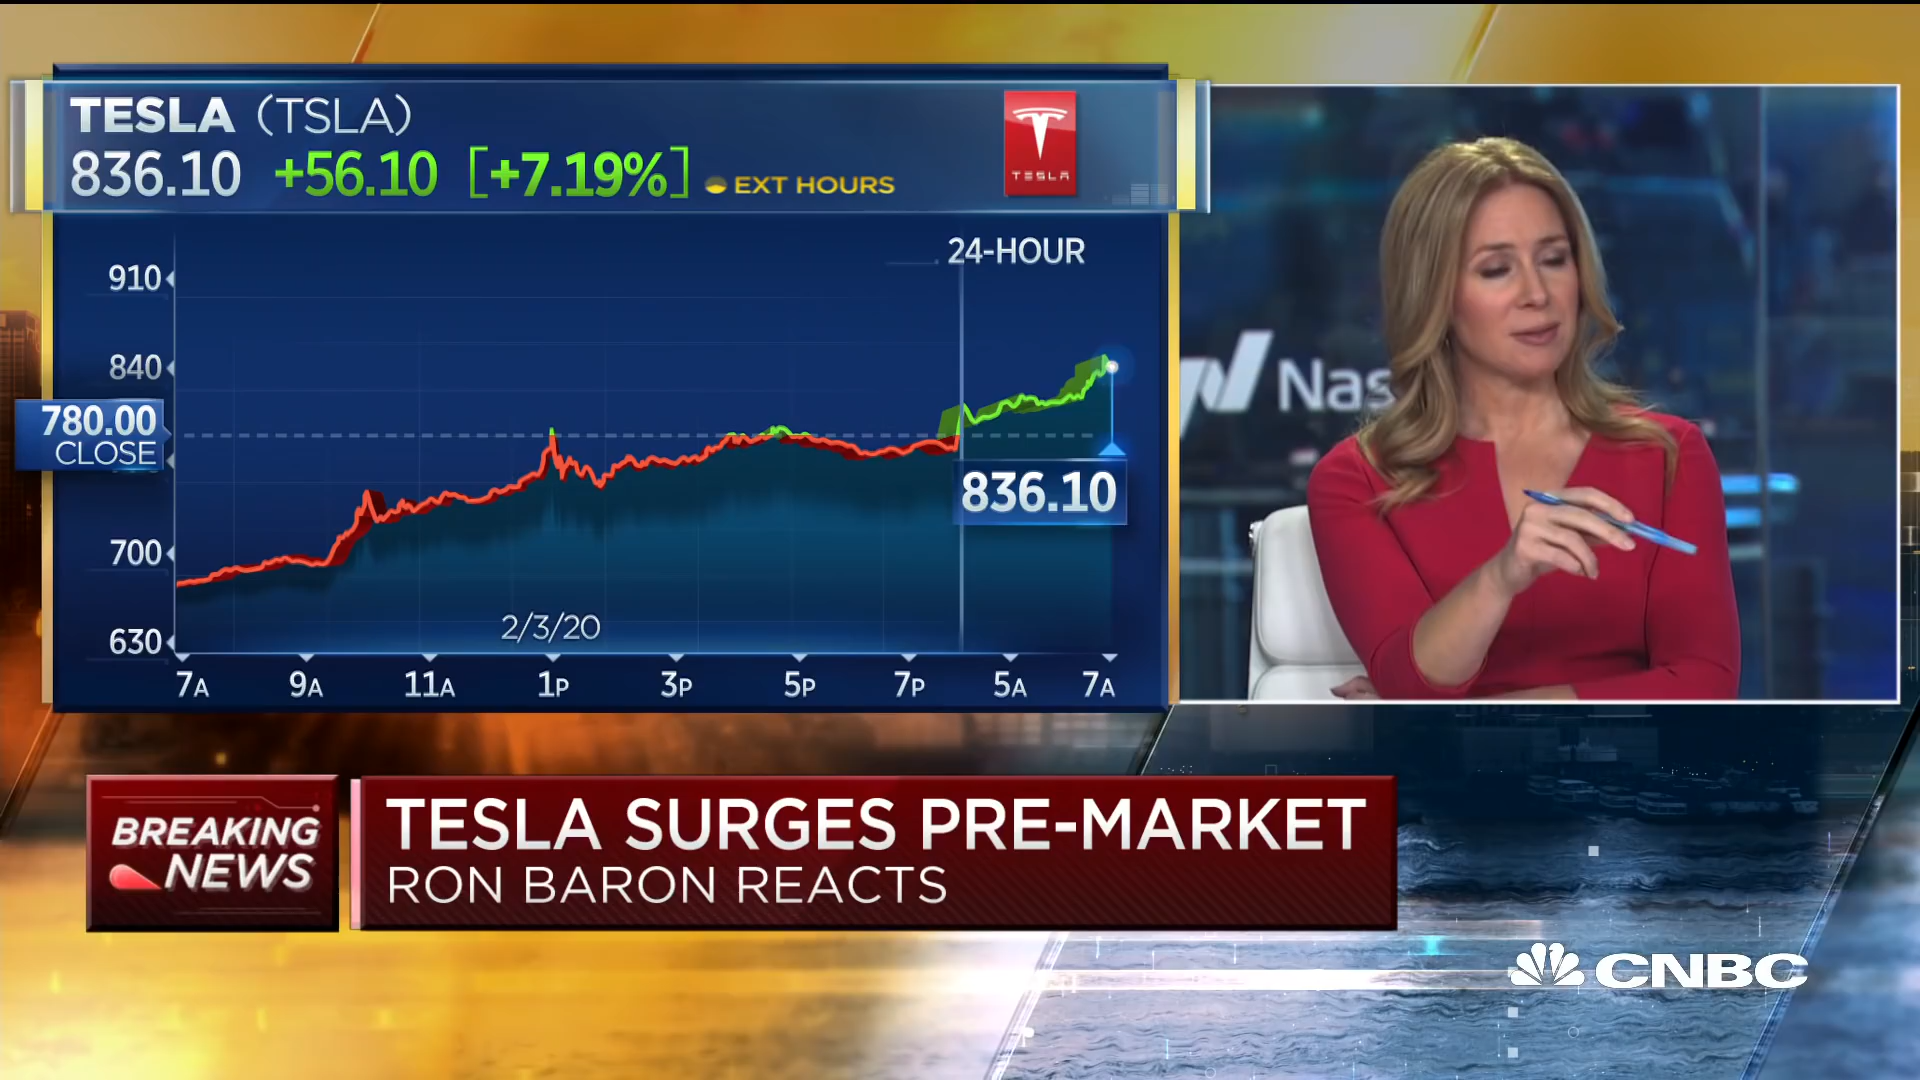 TESLA (TSLA)
836.10 +56.10 [+7.19%] EXT HOURS
TESLA
24-HOUR
910
840
780.00
CLOSE
700
630
836.10
2/3/20
7A 9A 11A 1P 3P 5P 7P 5A 7A
Nas
BREAKING
NEWS
TESLA SURGES PRE-MARKET
RON BARON REACTS
CNBC